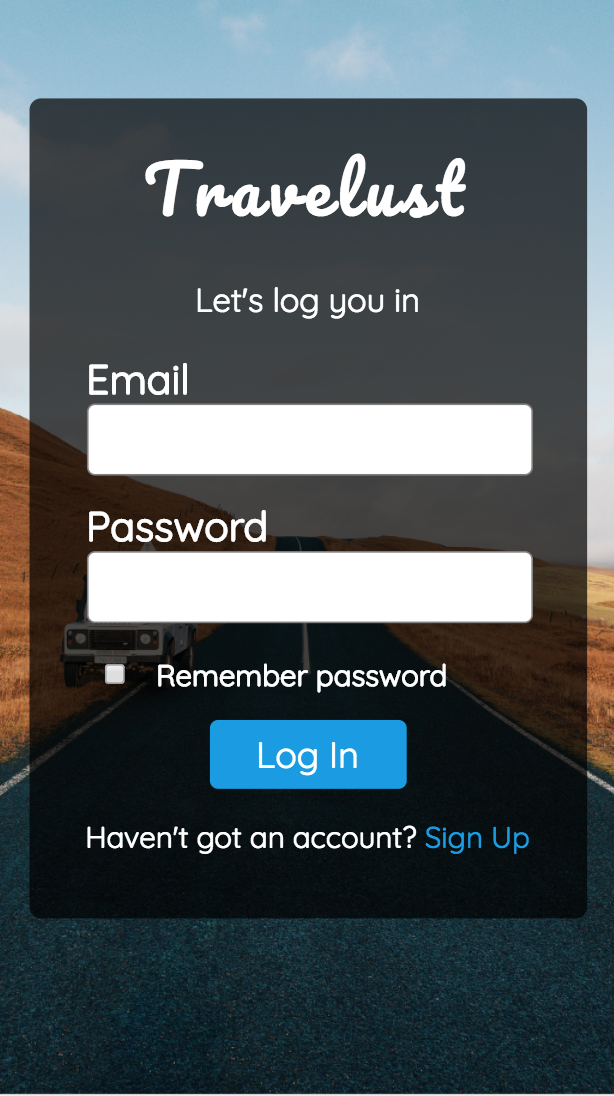 Travelust
Let's log you in
Email
Password
Remember password
Log In
Haven't got an account? Sign Up